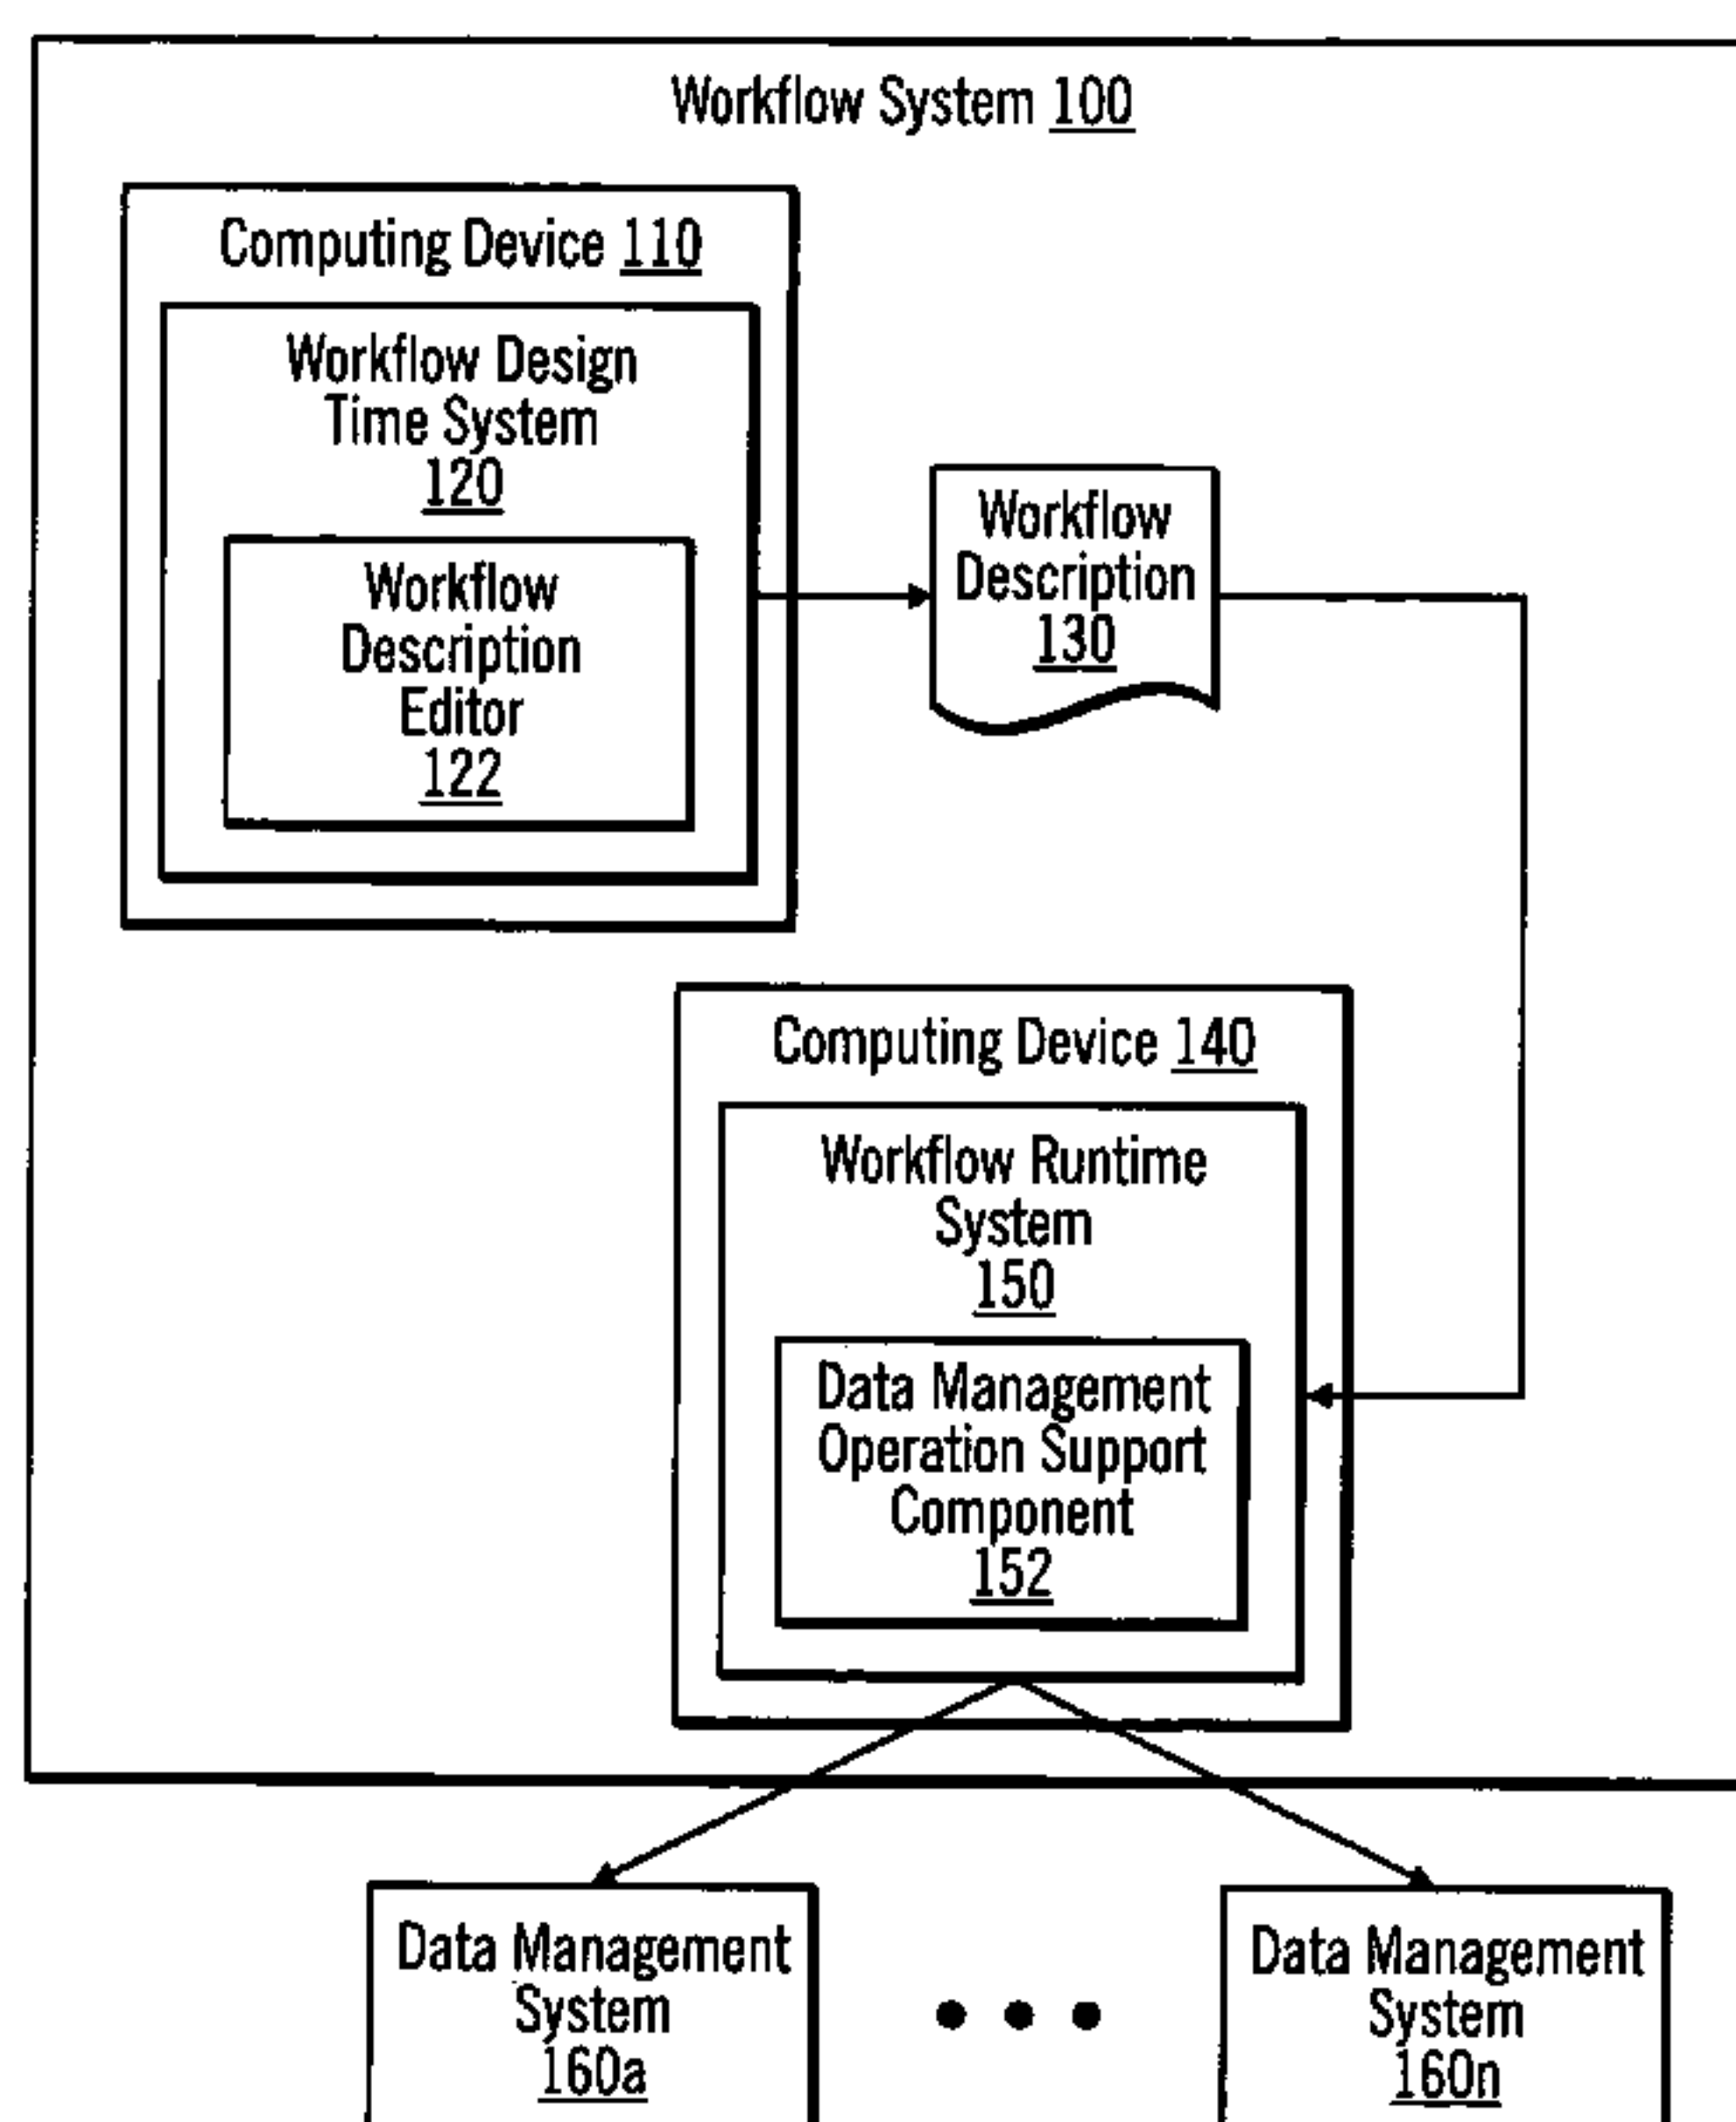 Workflow System 100
Computing Device 110
Workflow Design
Time System
120
Workflow
Description
Editor
122
Workflow
Description
130
Computing Device 140
Workflow Runtime
System
150
Data Management
Operation Support
Component
152
Data Management
System
160a
Data Management
System
160n